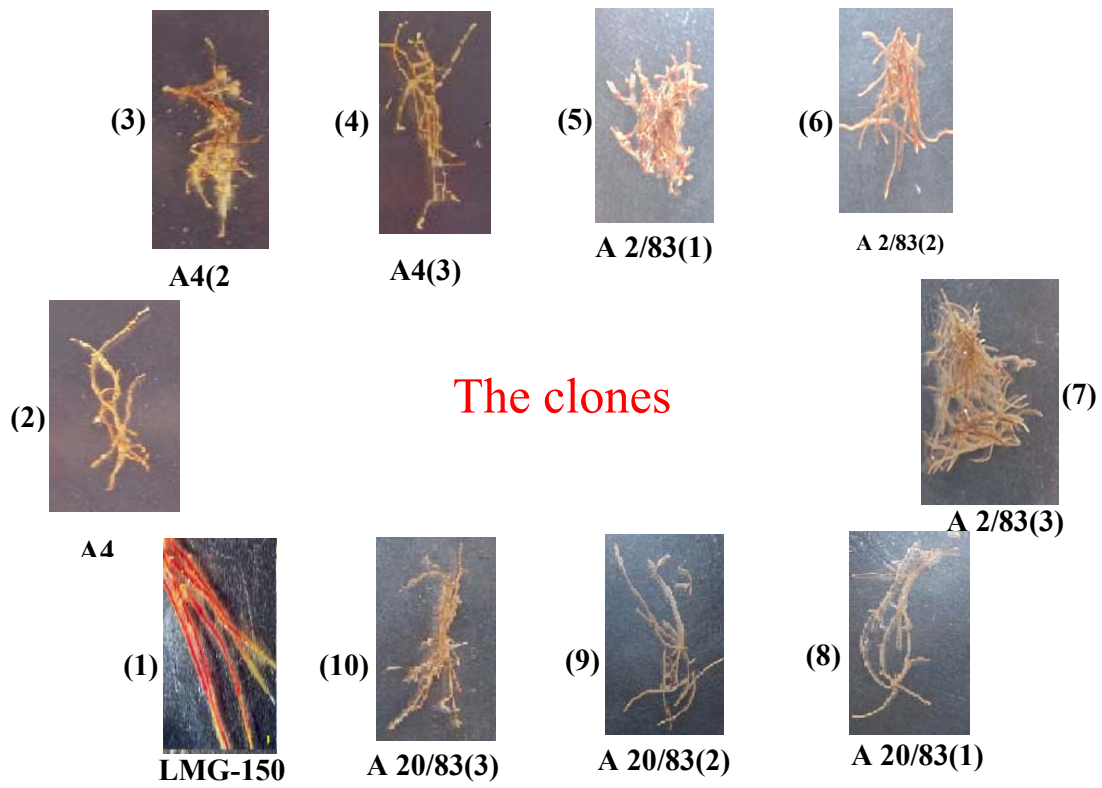 (3)
(4)
(5)
(6)
A4(2
A4(3)
A 2/83(1)
A 2/83(2)
(2)
The clones
(7)
A4
A 2/83(3)
(1)
(10)
(9)
(8)
LMG-150
A 20/83(3)
A 20/83(2)
A 20/83(1)